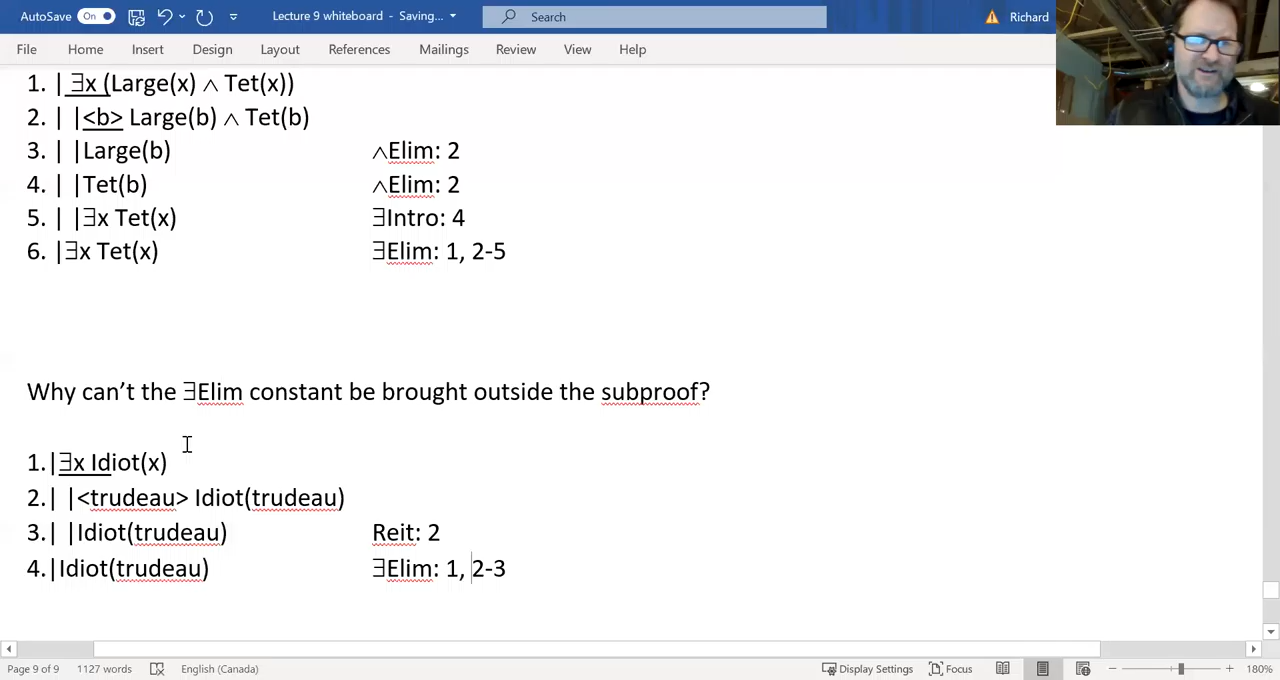 AutoSave On Lecture 9 whiteboard - Saving... Search Richard
File Home Insert Design Layout References Mailings Review View Help
1. | ∃x (Large(x) ∧ Tet(x))
2. | |<b> Large(b) ∧ Tet(b)
3. | |Large(b) ∧Elim: 2
4. | |Tet(b) ∧Elim: 2
5. | |∃x Tet(x) ∃Intro: 4
6. |∃x Tet(x) ∃Elim: 1, 2-5
Why can’t the ∃Elim constant be brought outside the subproof?
1.|∃x Idiot(x)
2.| |<trudeau> Idiot(trudeau)
3.| |Idiot(trudeau) Reit: 2
4.|Idiot(trudeau) ∃Elim: 1, 2-3
Page 9 of 9 1127 words English (Canada) Display Settings Focus 180%